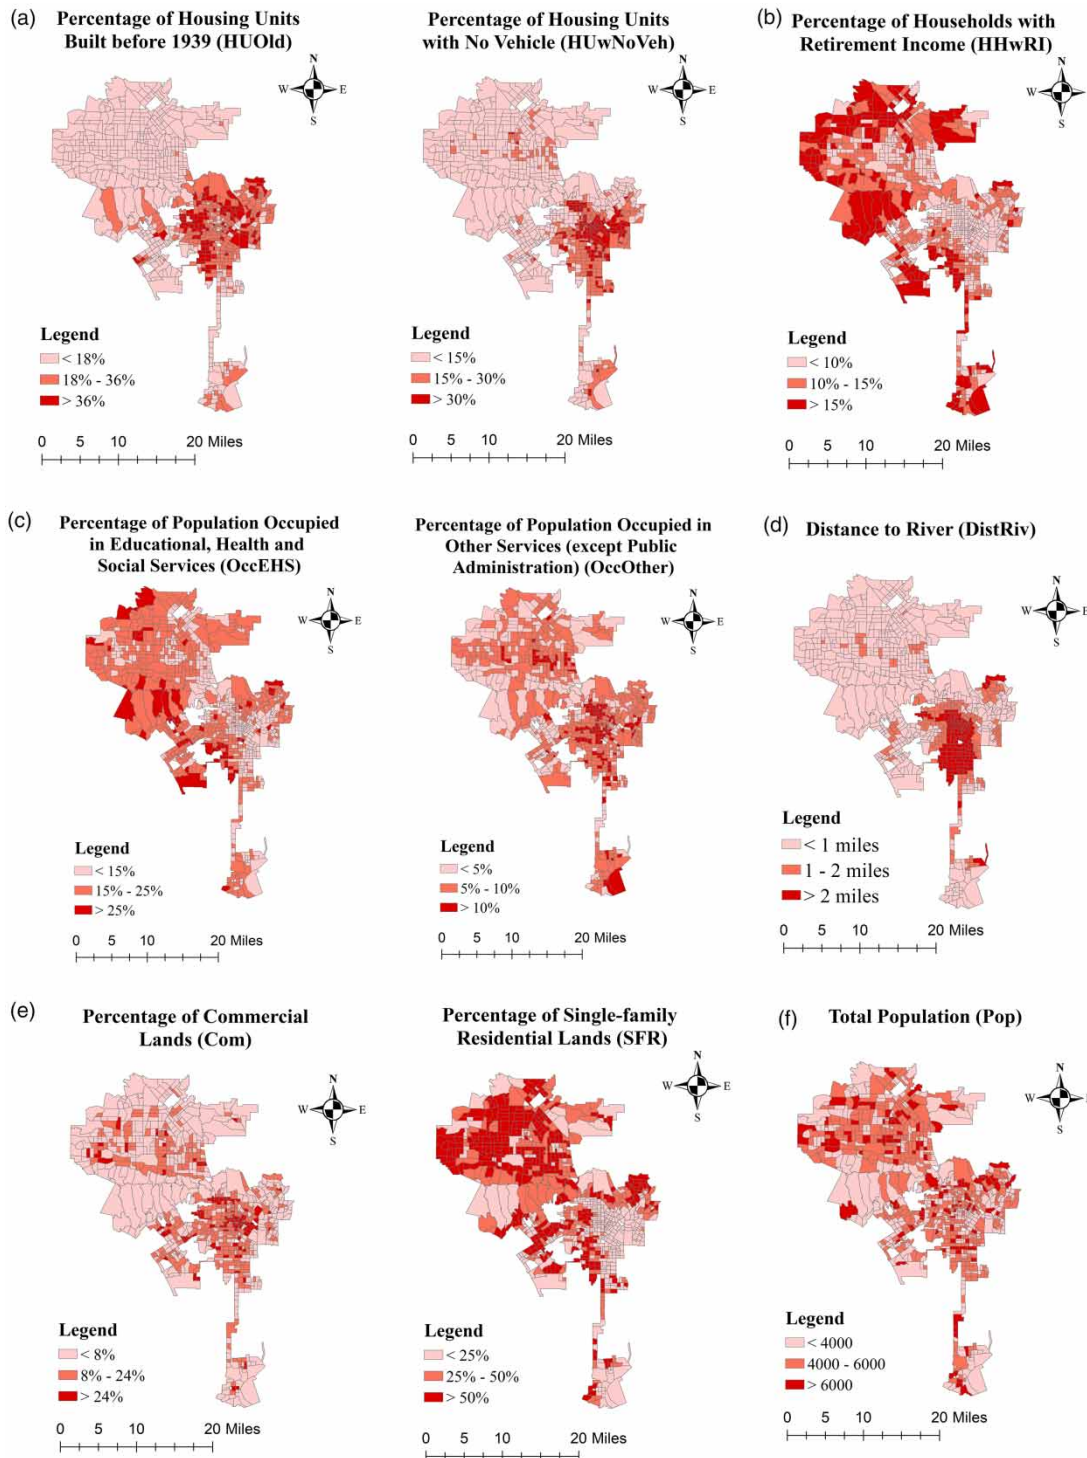 (a)
Percentage of Housing Units
Built before 1939 (HUOld)
N
W
E
S
Legend
< 18%
18% - 36%
> 36%
0 5 10 20 Miles
Percentage of Housing Units
with No Vehicle (HUwNoVeh)
N
W
E
S
Legend
< 15%
15% - 30%
> 30%
0 5 10 20 Miles
(b)
Percentage of Households with
Retirement Income (HHwRI)
N
W
E
S
Legend
< 10%
10% - 15%
> 15%
0 5 10 20 Miles
(c)
Percentage of Population Occupied
in Educational, Health and
Social Services (OccEHS)
N
W
E
S
Legend
< 15%
15% - 25%
> 25%
0 5 10 20 Miles
Percentage of Population Occupied in
Other Services (except Public
Administration) (OccOther)
N
W
E
S
Legend
< 5%
5% - 10%
> 10%
0 5 10 20 Miles
(d)
Distance to River (DistRiv)
N
W
E
S
Legend
< 1 miles
1 - 2 miles
> 2 miles
0 5 10 20 Miles
(e)
Percentage of Commercial
Lands (Com)
N
W
E
S
Legend
< 8%
8% - 24%
> 24%
0 5 10 20 Miles
Percentage of Single-family
Residential Lands (SFR)
N
W
E
S
Legend
< 25%
25% - 50%
> 50%
0 5 10 20 Miles
(f)
Total Population (Pop)
N
W
E
S
Legend
< 4000
4000 - 6000
> 6000
0 5 10 20 Miles